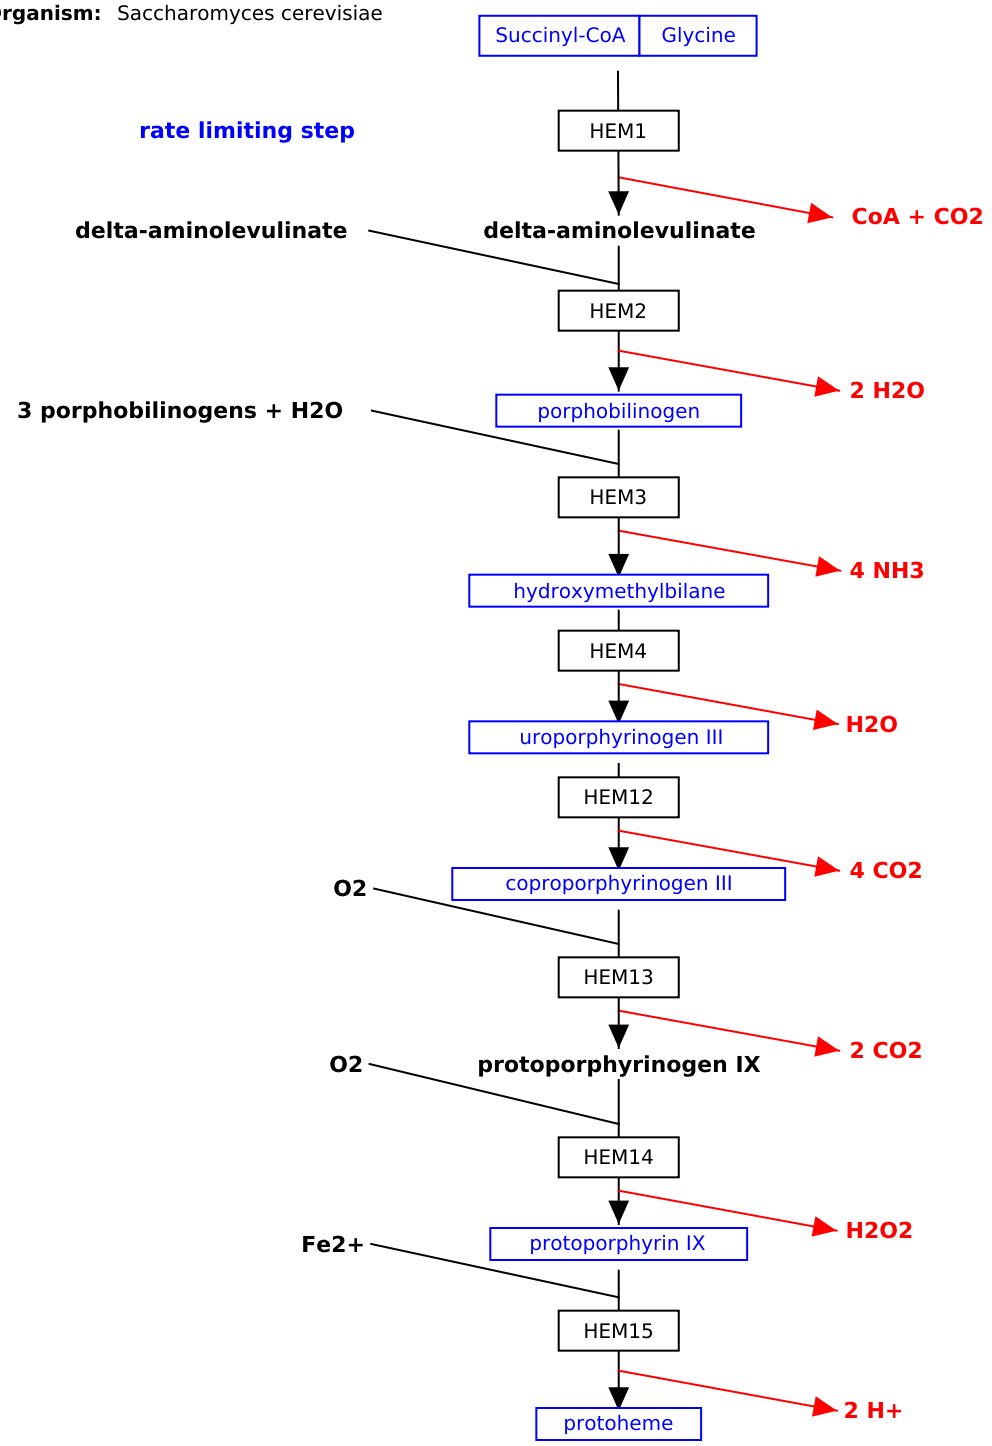 Organism: Saccharomyces cerevisiae
Succinyl-CoA Glycine
rate limiting step HEM1
CoA + CO2
delta-aminolevulinate delta-aminolevulinate
HEM2
2 H2O
3 porphobilinogens + H2O porphobilinogen
HEM3
4 NH3
hydroxymethylbilane
HEM4
H2O
uroporphyrinogen III
HEM12
4 CO2
O2 coproporphyrinogen III
HEM13
2 CO2
O2 protoporphyrinogen IX
HEM14
H2O2
Fe2+ protoporphyrin IX
HEM15
2 H+
protoheme